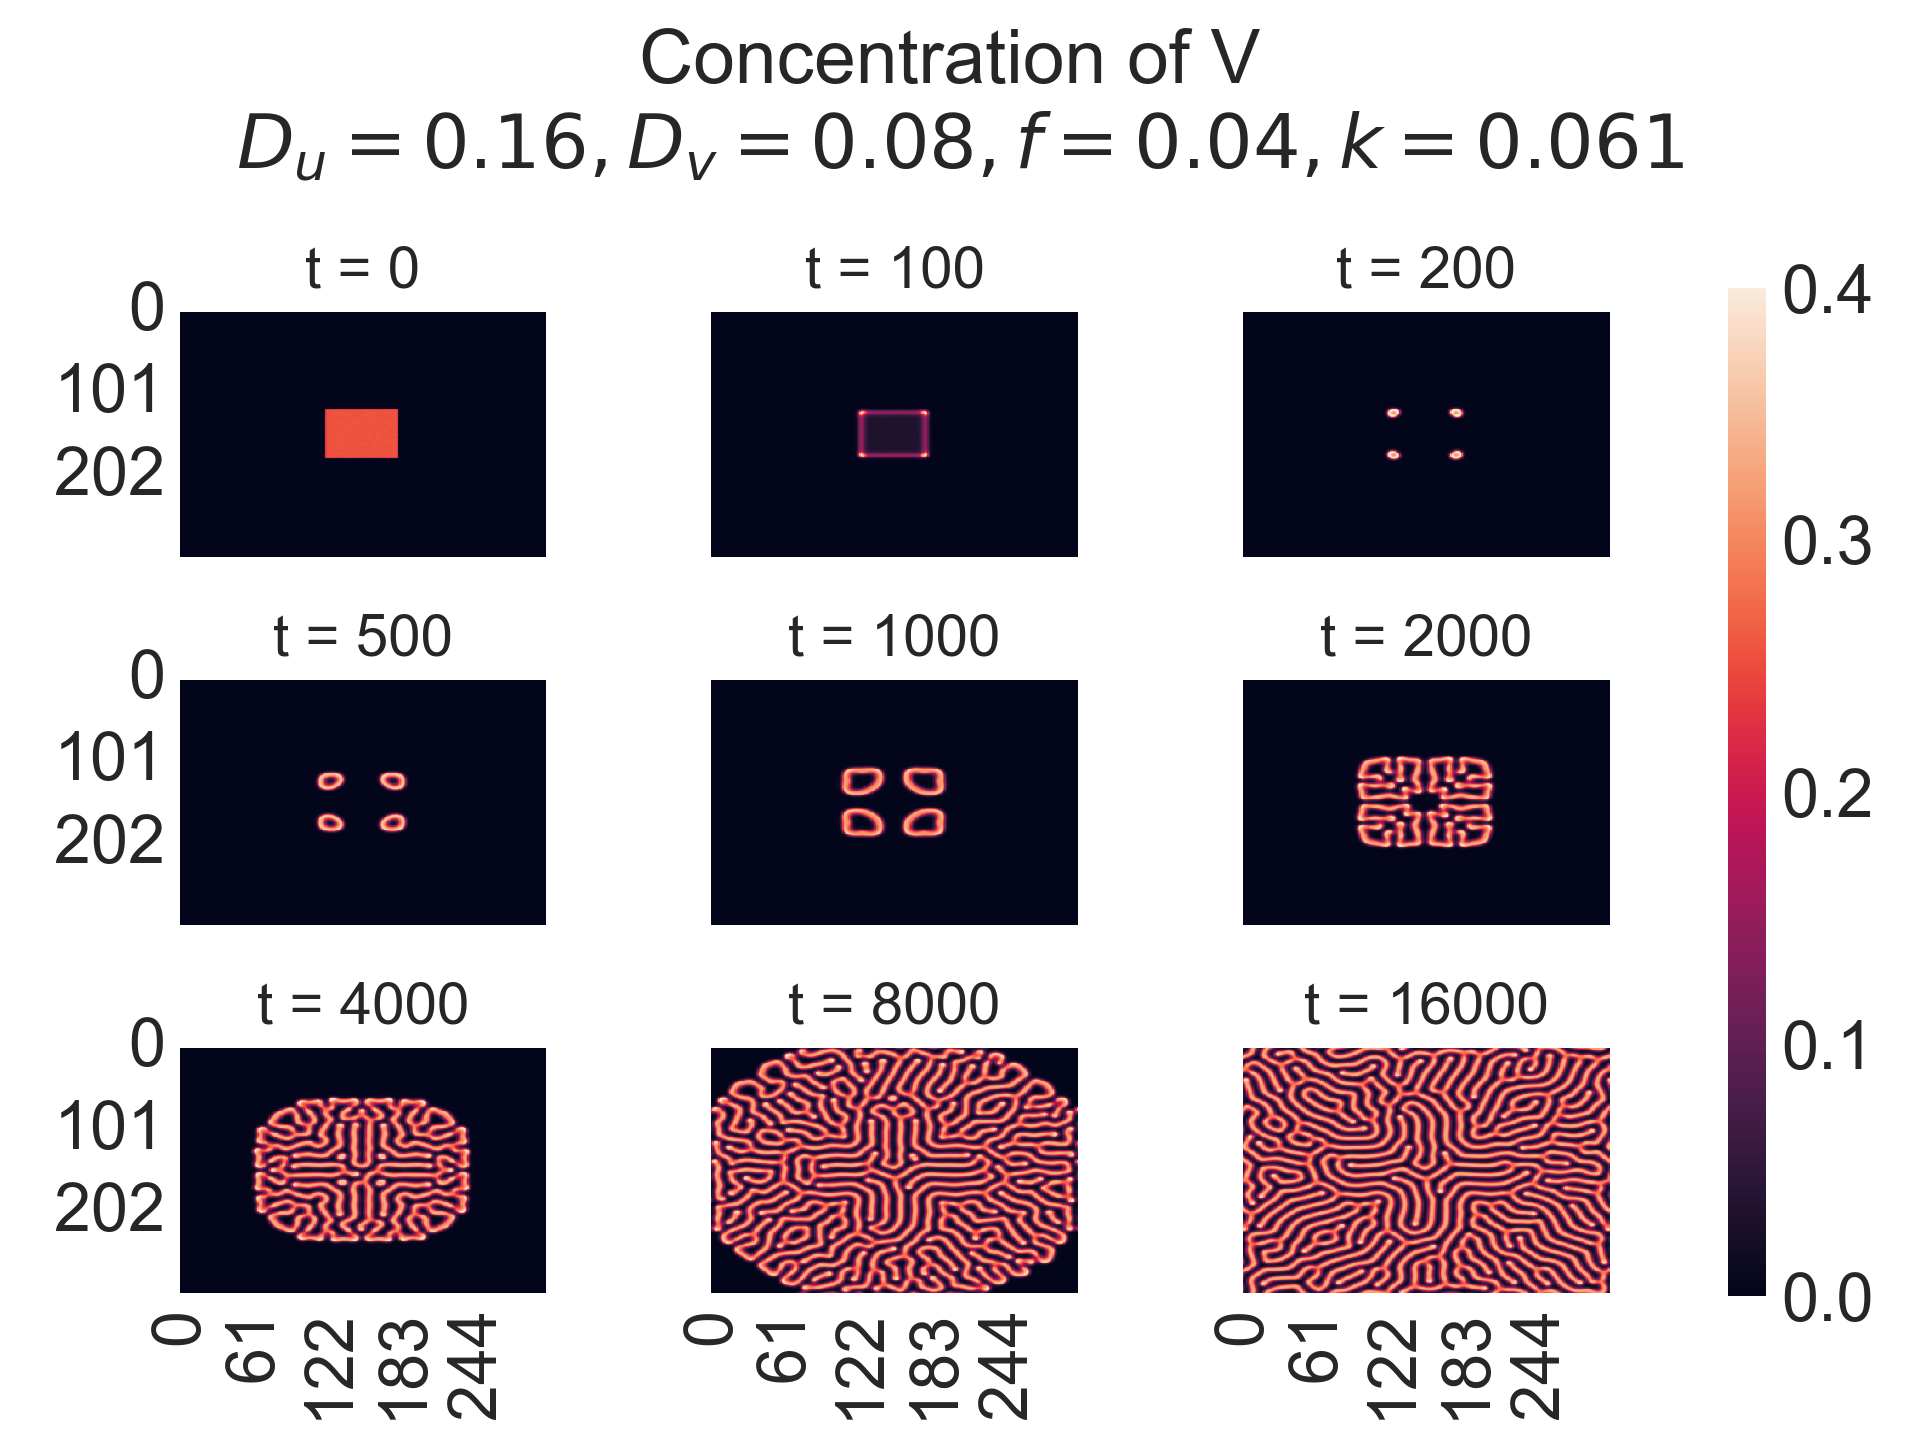 Concentration of V
D_u = 0.16, D_v = 0.08, f = 0.04, k = 0.061
t = 0
t = 100
t = 200
0
101
202
0.4
0.3
0.2
0.1
0.0
t = 500
t = 1000
t = 2000
0
101
202
t = 4000
t = 8000
t = 16000
0
101
202
0 61 122 183 244
0 61 122 183 244
0 61 122 183 244